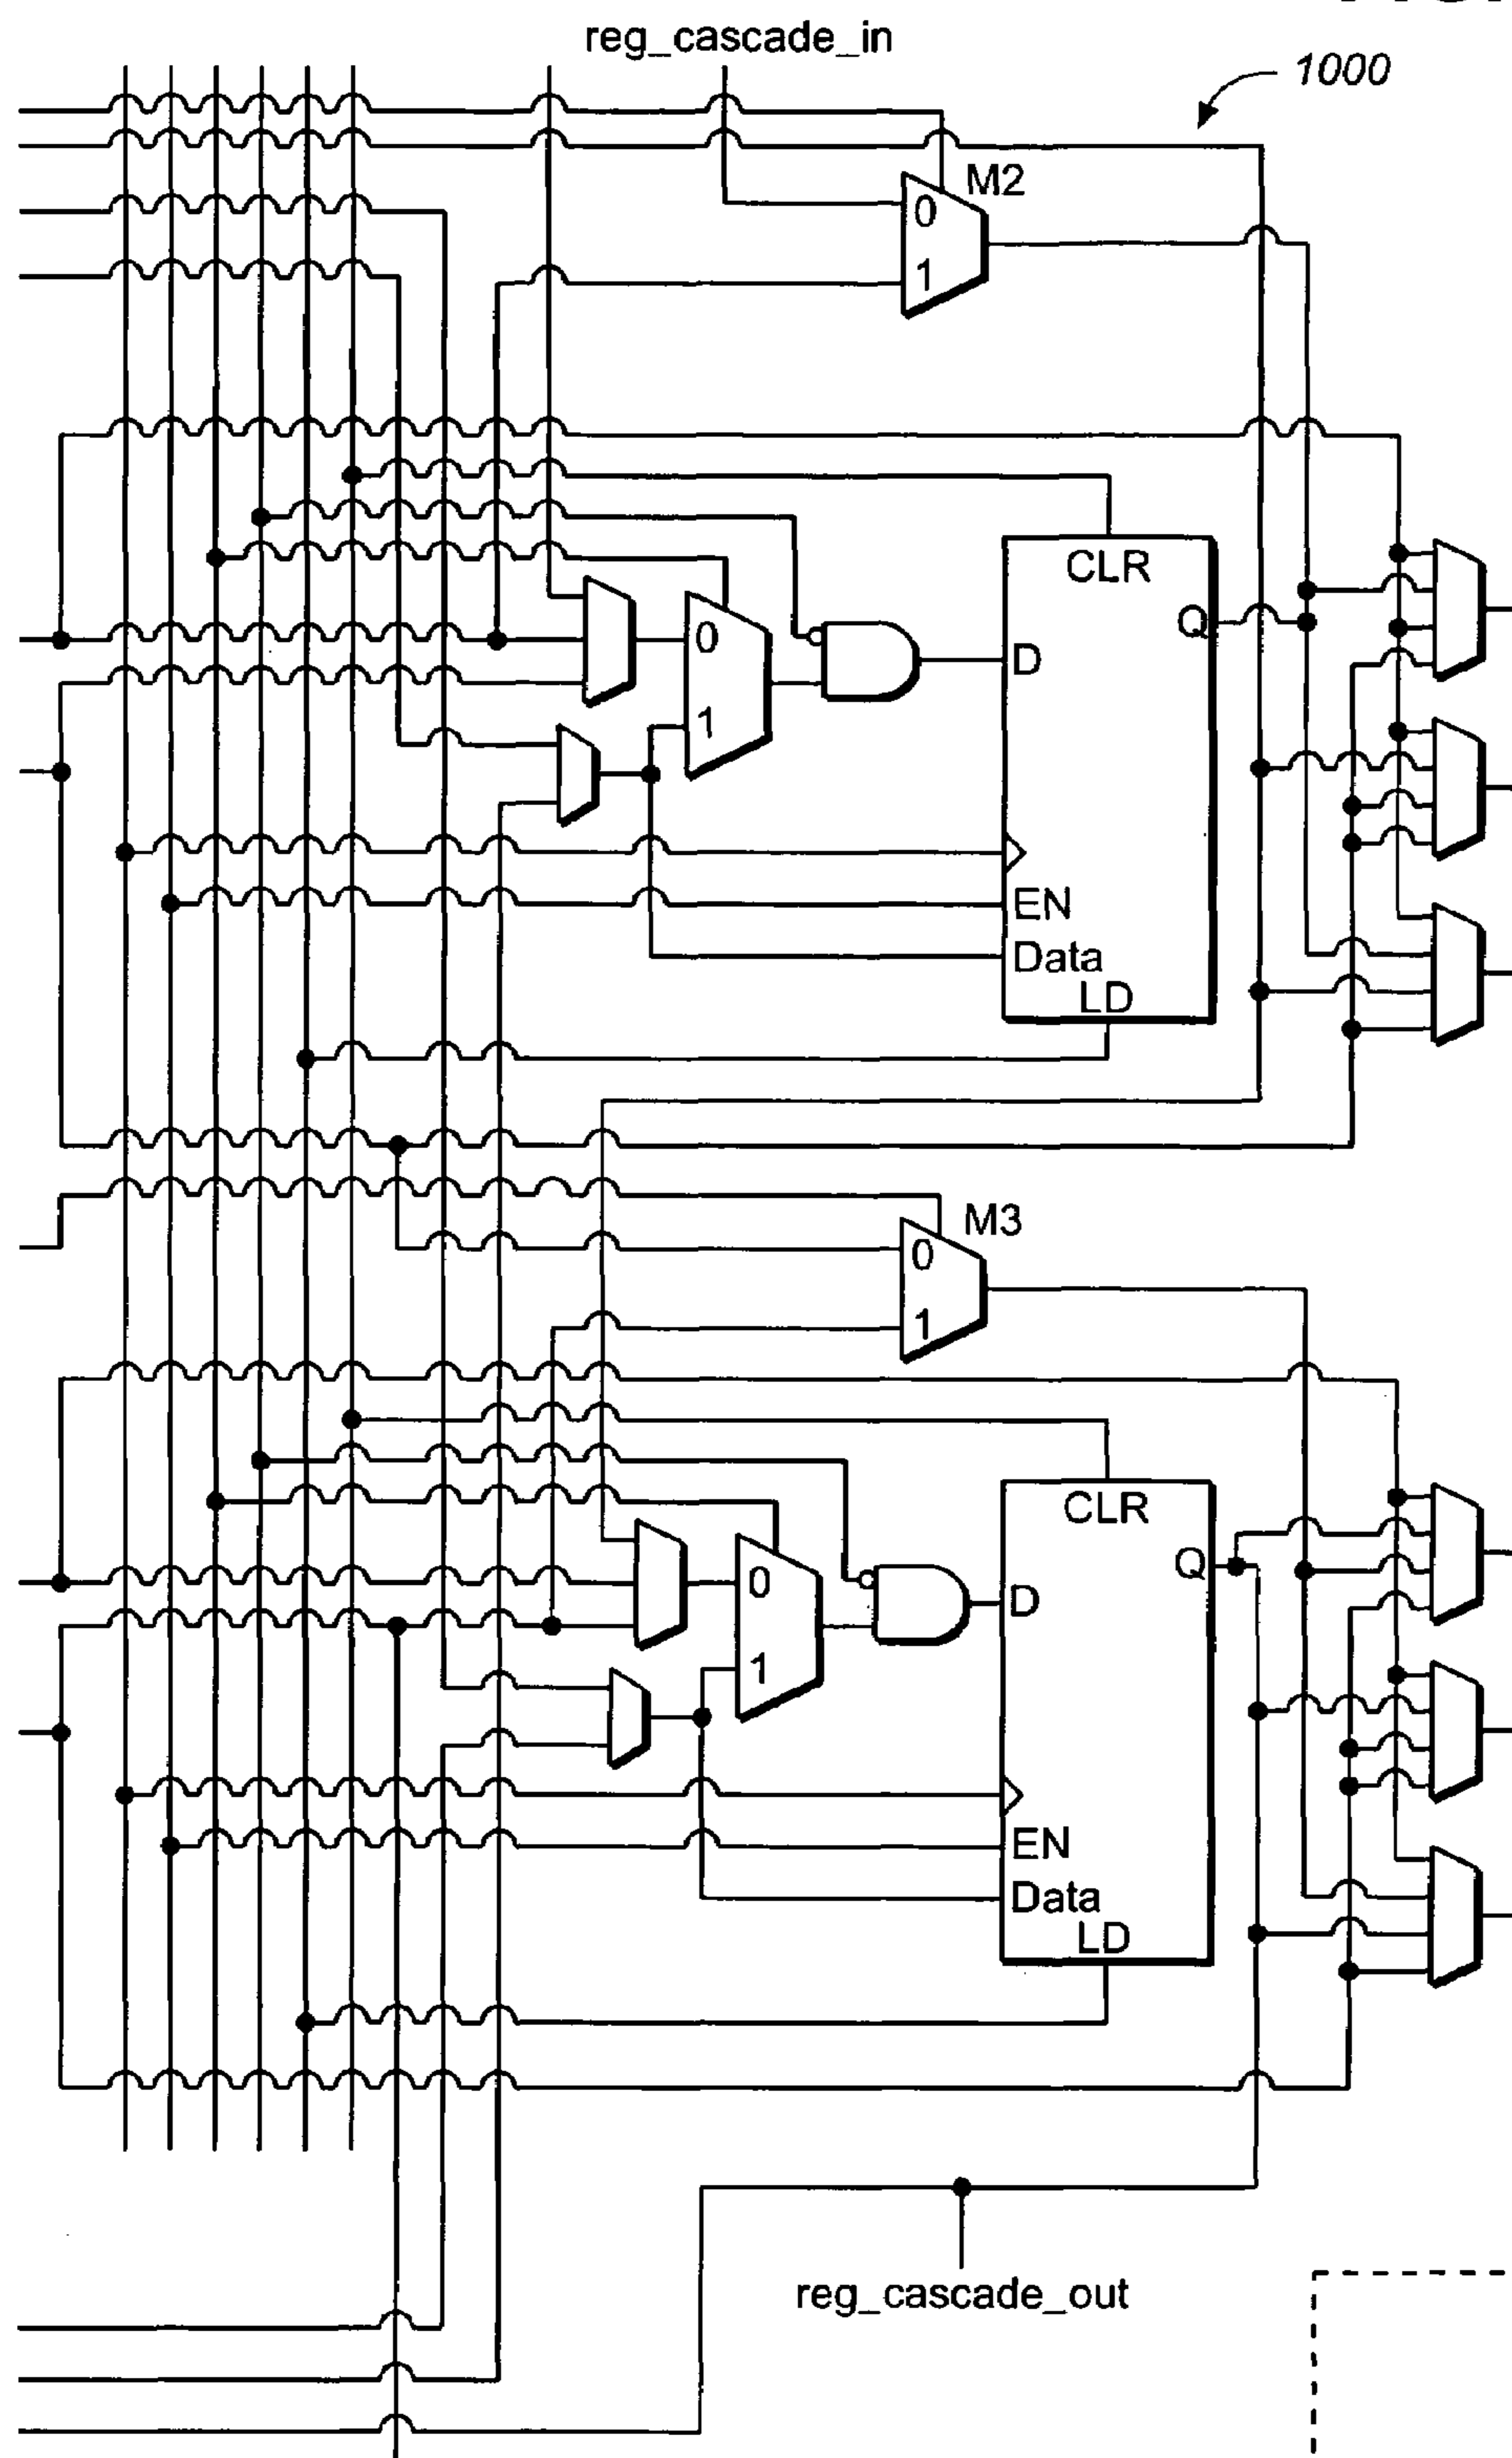 reg_cascade_in
1000
M2
0
1
CLR
Q
0
D
1
EN
Data
LD
M3
0
1
CLR
Q
0
D
1
EN
Data
LD
reg_cascade_out